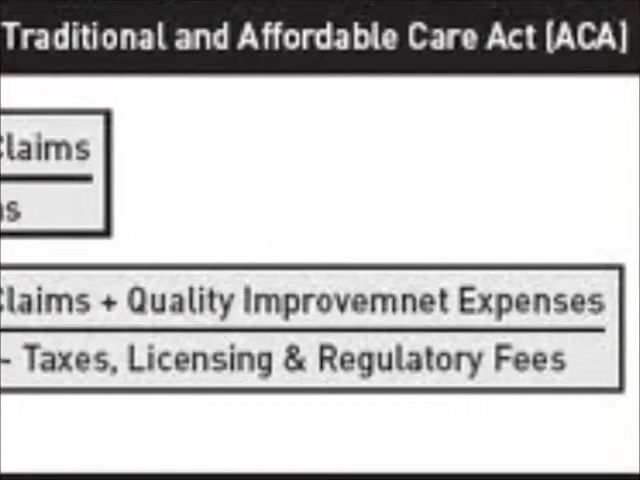 Traditional and Affordable Care Act (ACA)
Claims
Claims + Quality Improvemnet Expenses
- Taxes, Licensing & Regulatory Fees